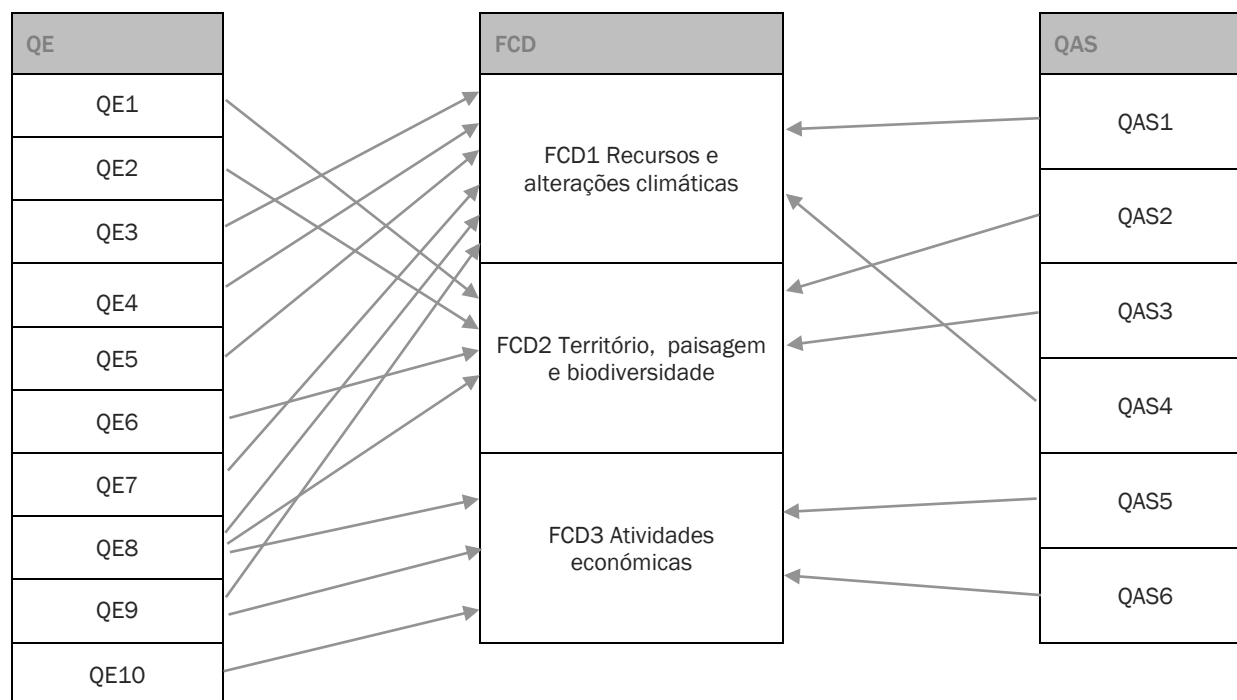 QE
QE1
QE2
QE3
QE4
QE5
QE6
QE7
QE8
QE9
QE10
FCD
FCD1 Recursos e
alterações climáticas
FCD2 Território, paisagem
e biodiversidade
FCD3 Atividades
económicas
QAS
QAS1
QAS2
QAS3
QAS4
QAS5
QAS6